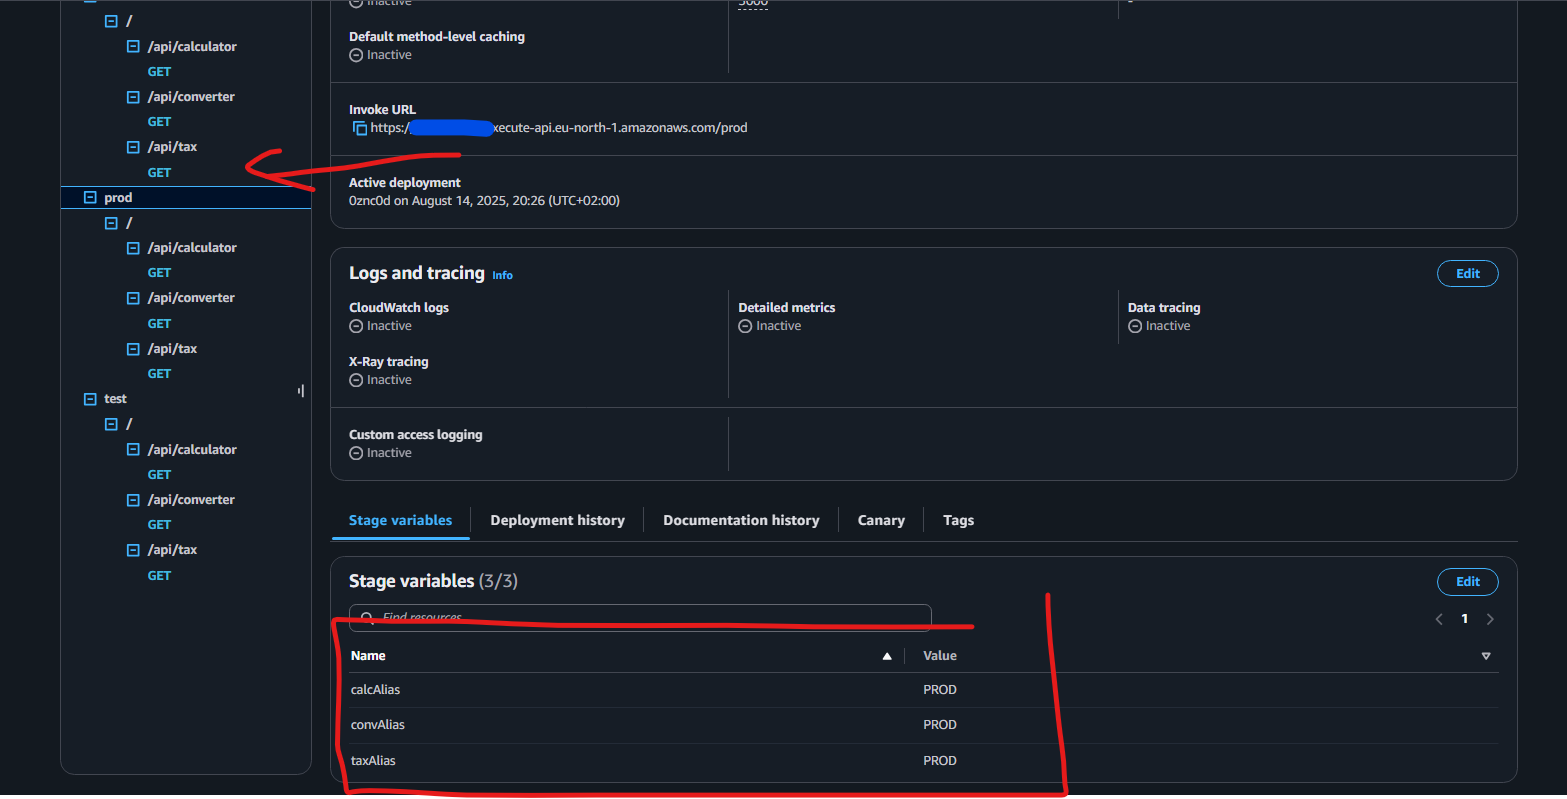 /
/api/calculator
GET
/api/converter
GET
/api/tax
GET
prod
/
/api/calculator
GET
/api/converter
GET
/api/tax
GET
test
/
/api/calculator
GET
/api/converter
GET
/api/tax
GET
Inactive
5000
-
Default method-level caching
Inactive
Invoke URL
https:/ xecute-api.eu-north-1.amazonaws.com/prod
Active deployment
0znc0d on August 14, 2025, 20:26 (UTC+02:00)
Logs and tracing Info
Edit
CloudWatch logs
Inactive
Detailed metrics
Inactive
Data tracing
Inactive
X-Ray tracing
Inactive
Custom access logging
Inactive
Stage variables
Deployment history
Documentation history
Canary
Tags
Stage variables (3/3)
Edit
Find resources
1
Name Value
calcAlias PROD
convAlias PROD
taxAlias PROD